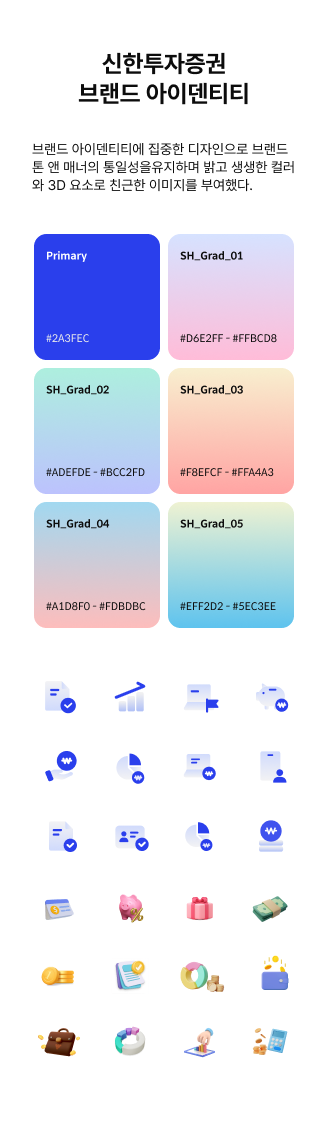 신한투자증권
브랜드 아이덴티티
브랜드 아이덴티티에 집중한 디자인으로 브랜드
톤 앤 매너의 통일성을유지하며 밝고 생생한 컬러
와 3D 요소로 친근한 이미지를 부여했다.
Primary
#2A3FEC
SH_Grad_01
#D6E2FF - #FFBCD8
SH_Grad_02
#ADEFDE - #BCC2FD
SH_Grad_03
#F8EFCF - #FFA4A3
SH_Grad_04
#A1D8F0 - #FDBDBC
SH_Grad_05
#EFF2D2 - #5EC3EE